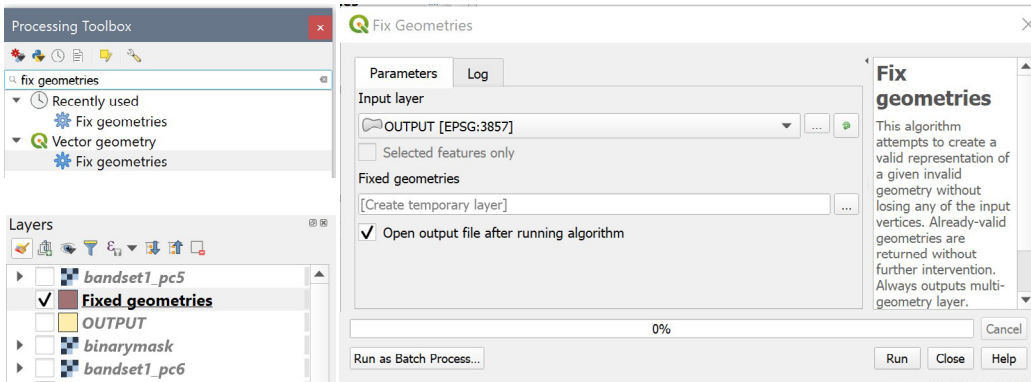 Processing Toolbox
fix geometries
Recently used
Fix geometries
Vector geometry
Fix geometries
Layers
bandset1_pc5
Fixed geometries
OUTPUT
binarymask
bandset1_pc6
Fix Geometries
Parameters
Log
Input layer
OUTPUT [EPSG:3857]
...
Selected features only
Fixed geometries
[Create temporary layer]
...
Open output file after running algorithm
Fix
geometries
This algorithm
attempts to create a
valid representation of
a given invalid
geometry without
losing any of the input
vertices. Already-valid
geometries are
returned without
further intervention.
Always outputs multi-
geometry layer.
0%
Cancel
Run as Batch Process...
Run
Close
Help